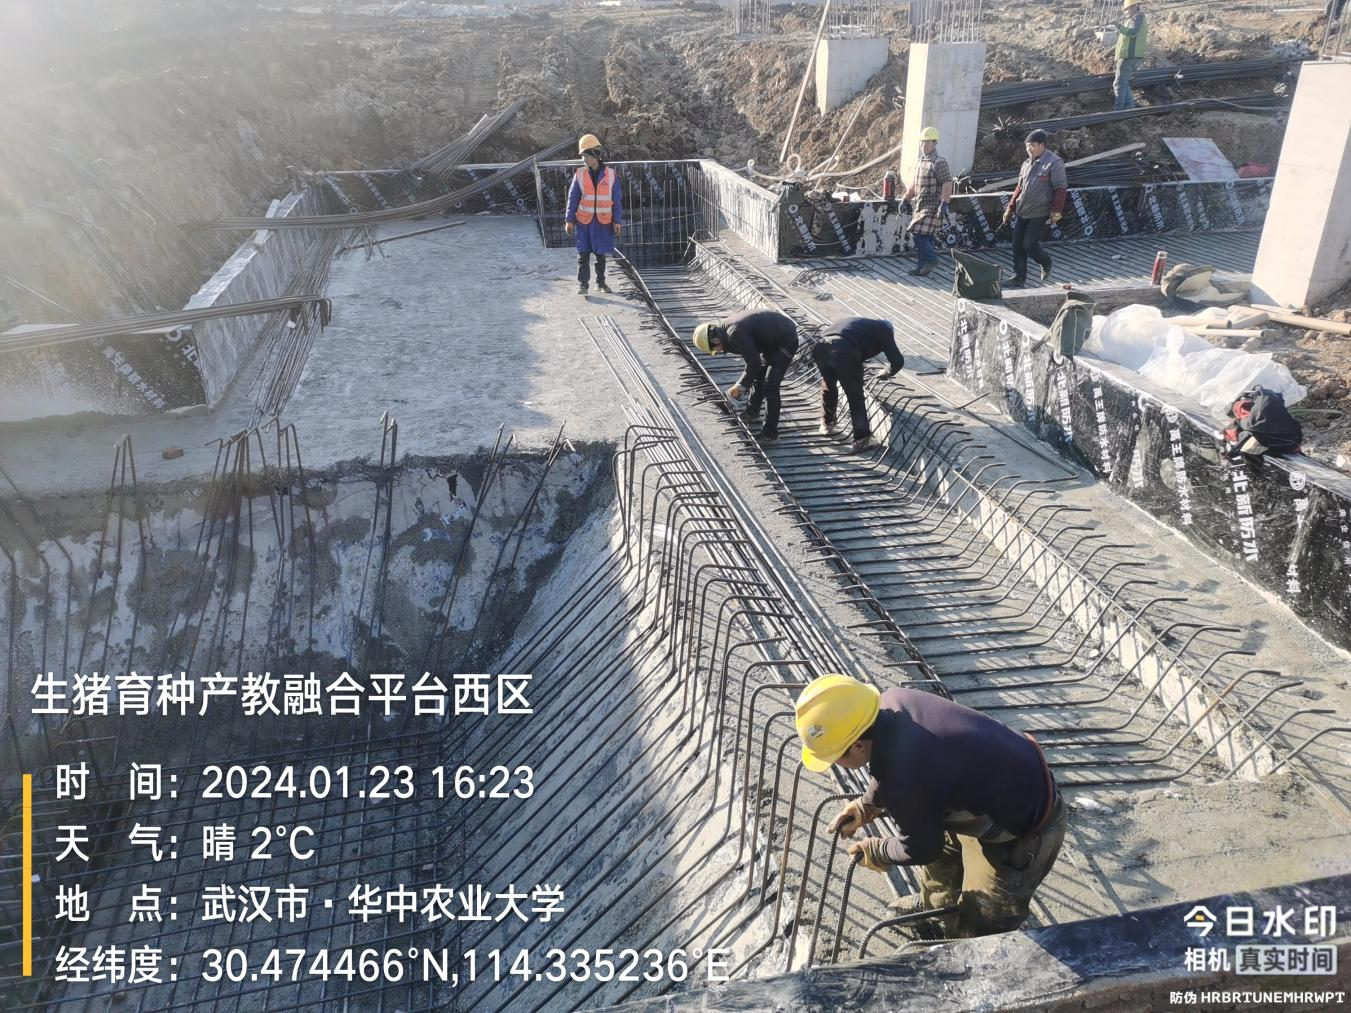 生猪育种产教融合平台西区
时 间：2024.01.23 16:23
天 气：晴 2℃
地 点：武汉市·华中农业大学
经纬度：30.474466°N,114.335236°E
今日水印
相机 真实时间
防伪 HRBRTUNEMHRWPT